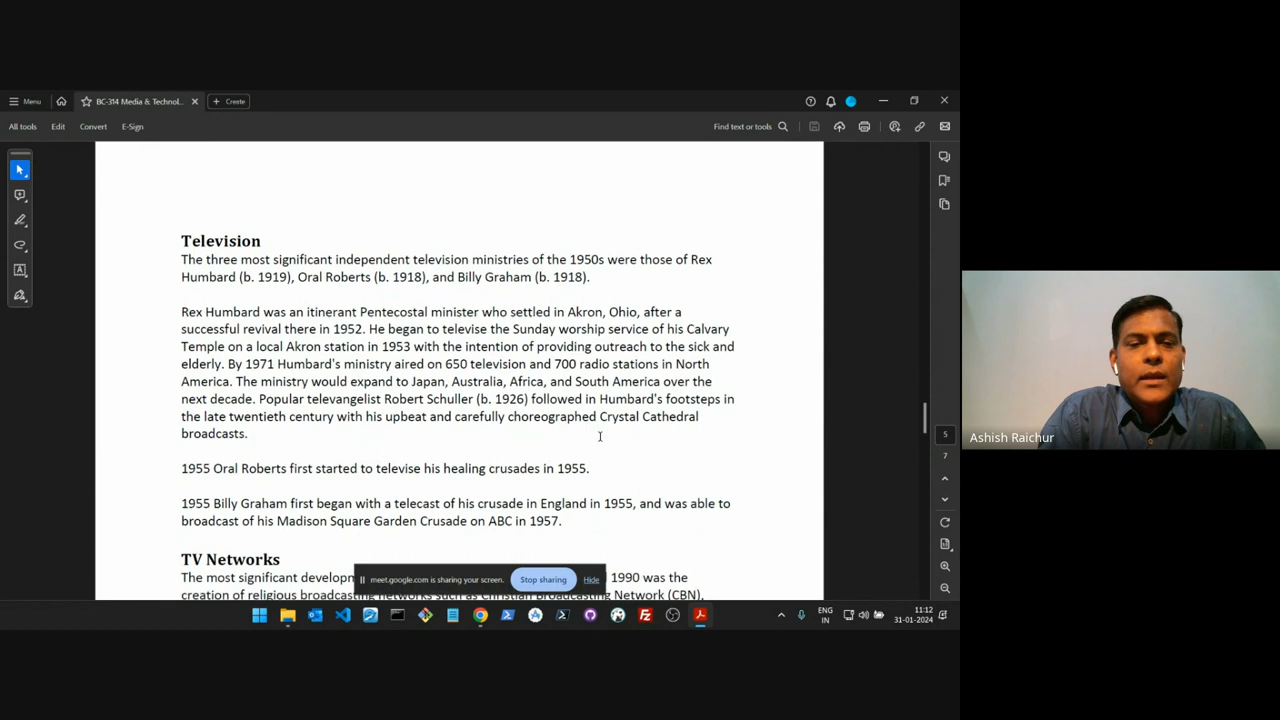 Menu
BC-314 Media & Technol...
Create
All tools
Edit
Convert
E-Sign
Find text or tools
Television
The three most significant independent television ministries of the 1950s were those of Rex
Humbard (b. 1919), Oral Roberts (b. 1918), and Billy Graham (b. 1918).
Rex Humbard was an itinerant Pentecostal minister who settled in Akron, Ohio, after a
successful revival there in 1952. He began to televise the Sunday worship service of his Calvary
Temple on a local Akron station in 1953 with the intention of providing outreach to the sick and
elderly. By 1971 Humbard's ministry aired on 650 television and 700 radio stations in North
America. The ministry would expand to Japan, Australia, Africa, and South America over the
next decade. Popular televangelist Robert Schuller (b. 1926) followed in Humbard's footsteps in
the late twentieth century with his upbeat and carefully choreographed Crystal Cathedral
broadcasts.
1955 Oral Roberts first started to televise his healing crusades in 1955.
1955 Billy Graham first began with a telecast of his crusade in England in 1955, and was able to
broadcast of his Madison Square Garden Crusade on ABC in 1957.
TV Networks
The most significant developm 1990 was the
creation of religious broadcasting networks such as Christian Broadcasting Network (CBN),
meet.google.com is sharing your screen.
Stop sharing
Hide
5
7
ENG
IN
11:12
31-01-2024
Ashish Raichur